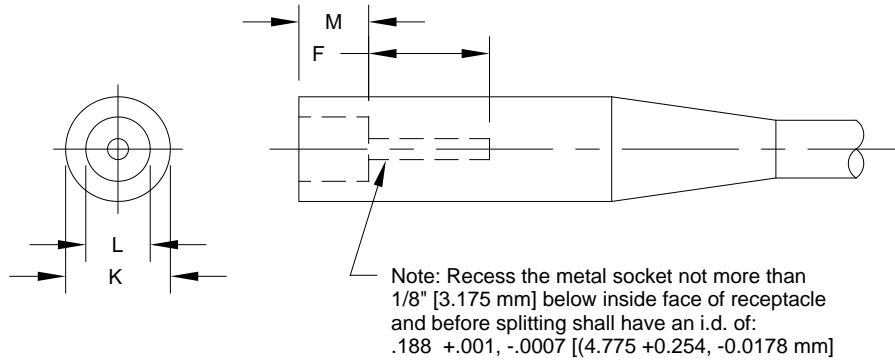 M
F
L
K
Note: Recess the metal socket not more than
1/8" [3.175 mm] below inside face of receptacle
and before splitting shall have an i.d. of:
.188 +.001, -.0007 [(4.775 +0.254, -0.0178 mm]